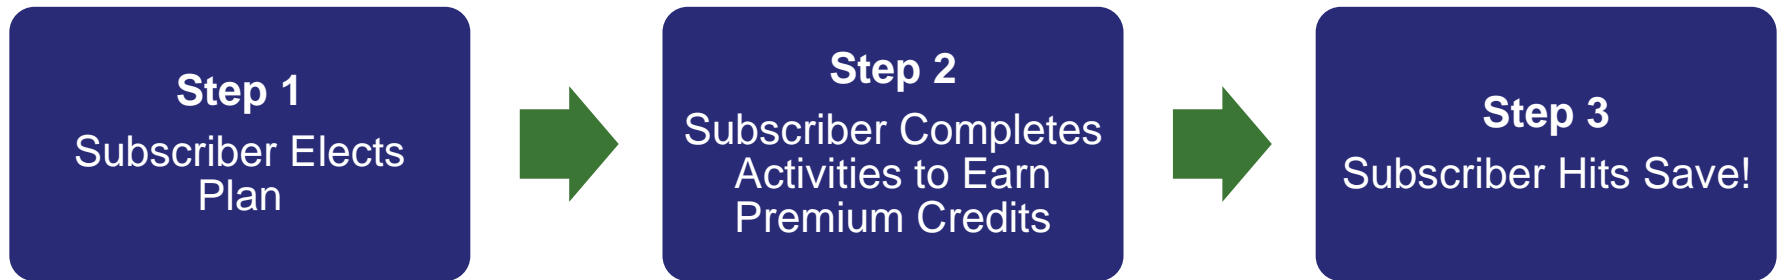 Step 1
Subscriber Elects
Plan
Step 2
Subscriber Completes
Activities to Earn
Premium Credits
Step 3
Subscriber Hits Save!